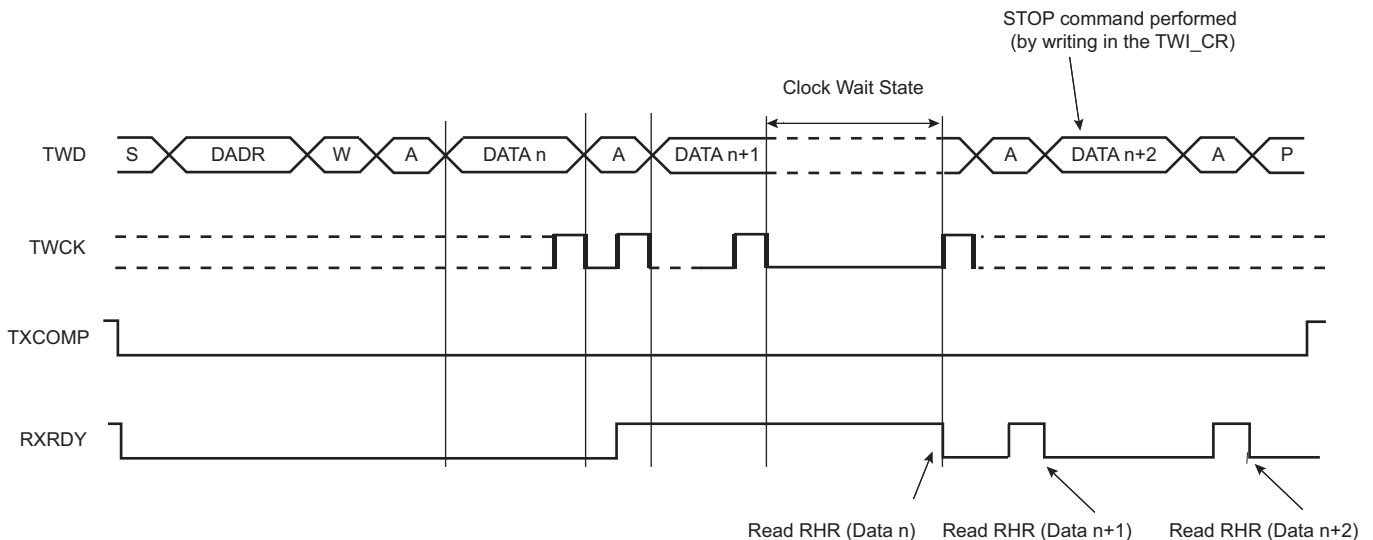 STOP command performed
(by writing in the TWI_CR)
Clock Wait State
TWD S DADR W A DATA n A DATA n+1 A DATA n+2 A P
TWCK
TXCOMP
RXRDY
Read RHR (Data n) Read RHR (Data n+1) Read RHR (Data n+2)